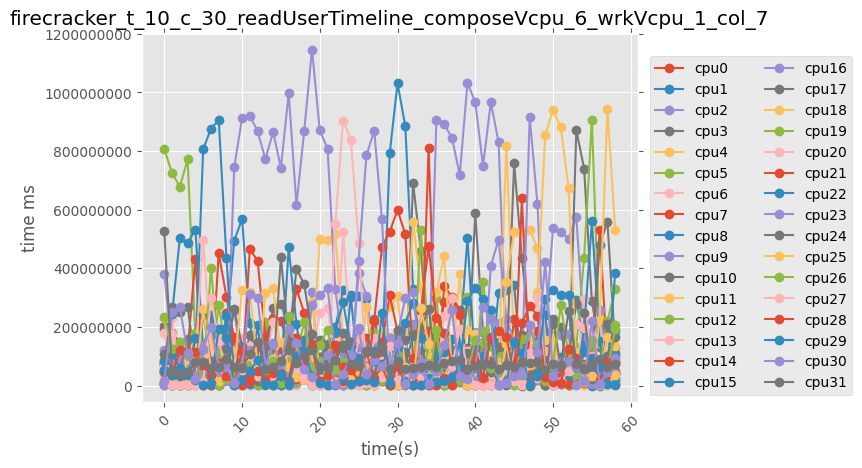 firecracker_t_10_c_30_readUserTimeline_composeVcpu_6_wrkVcpu_1_col_7
1200000000
1000000000
800000000
600000000
400000000
200000000
0
time ms
0 10 20 30 40 50 60
time(s)
cpu0 cpu16
cpu1 cpu17
cpu2 cpu18
cpu3 cpu19
cpu4 cpu20
cpu5 cpu21
cpu6 cpu22
cpu7 cpu23
cpu8 cpu24
cpu9 cpu25
cpu10 cpu26
cpu11 cpu27
cpu12 cpu28
cpu13 cpu29
cpu14 cpu30
cpu15 cpu31